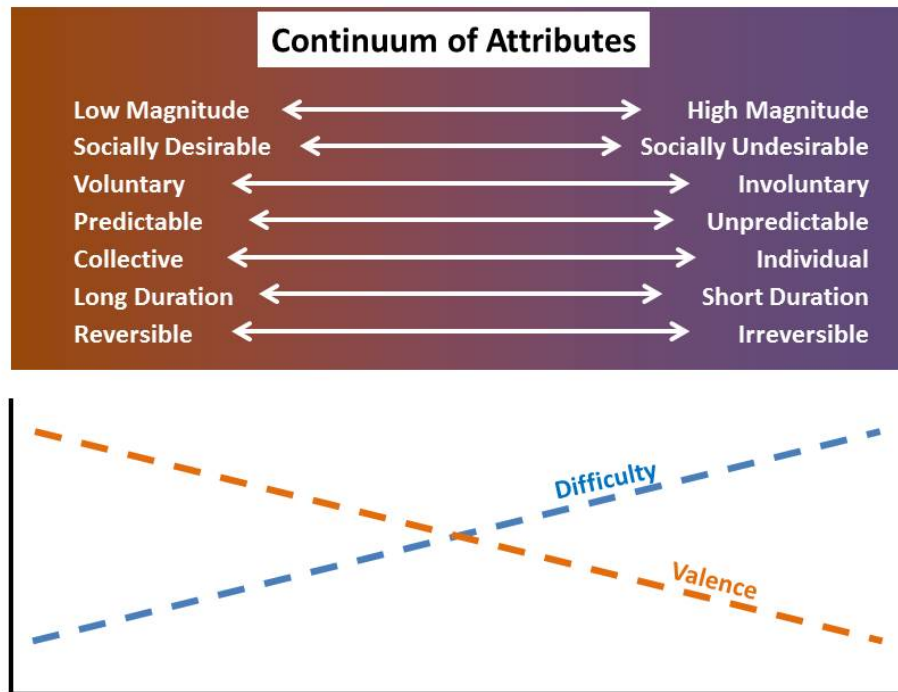 Continuum of Attributes
Low Magnitude High Magnitude
Socially Desirable Socially Undesirable
Voluntary Involuntary
Predictable Unpredictable
Collective Individual
Long Duration Short Duration
Reversible Irreversible
Difficulty
Valence